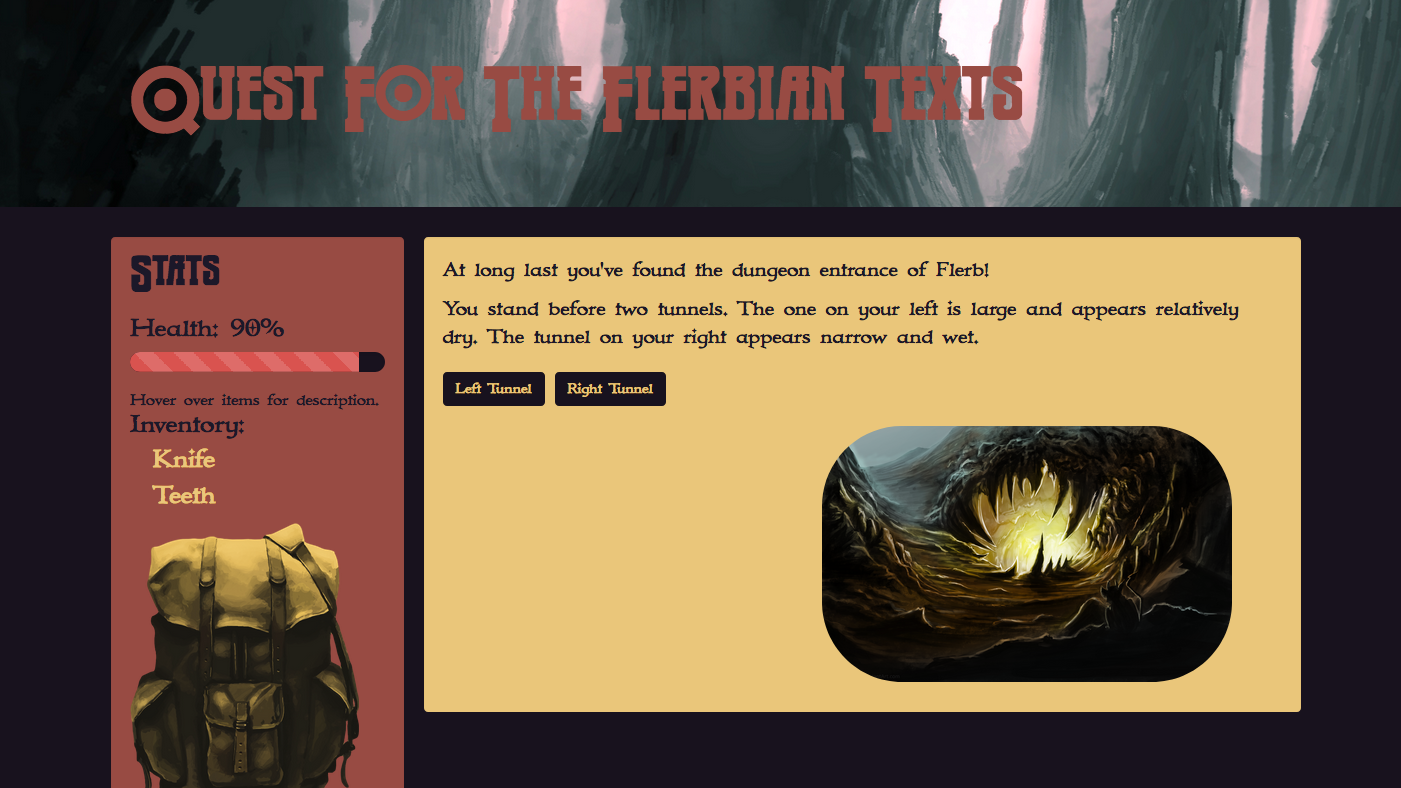 Quest For The Flerbian Texts
Stats
Health: 90%
Hover over items for description.
Inventory:
Knife
Teeth
At long last you've found the dungeon entrance of Flerb!
You stand before two tunnels. The one on your left is large and appears relatively
dry. The tunnel on your right appears narrow and wet.
Left Tunnel
Right Tunnel